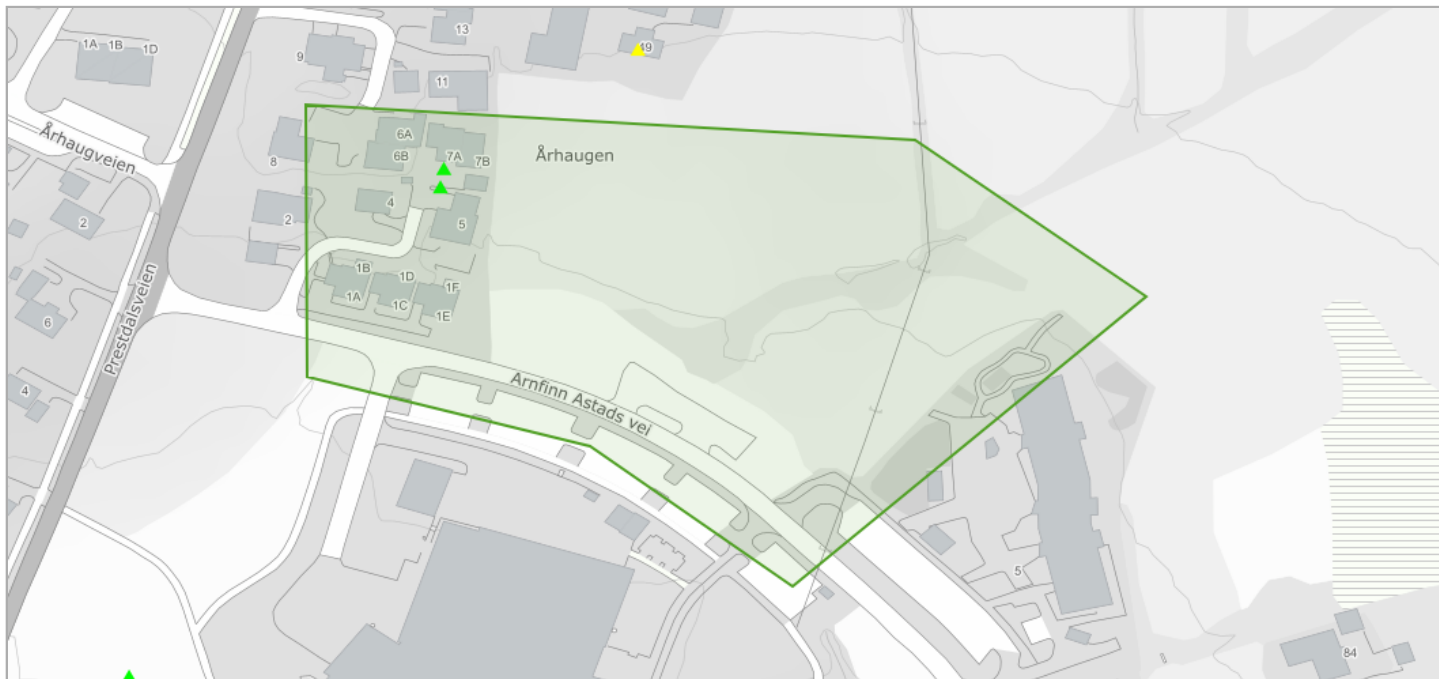 13
1A 1B 1D
49
9
11
Århaugveien
6A
7A
7B
6B
8
Århaugen
4
2
5
2
1B
1D
1F
1A
1C
1E
6
Prestdalsveien
Arnfinn Astads vei
4
5
84